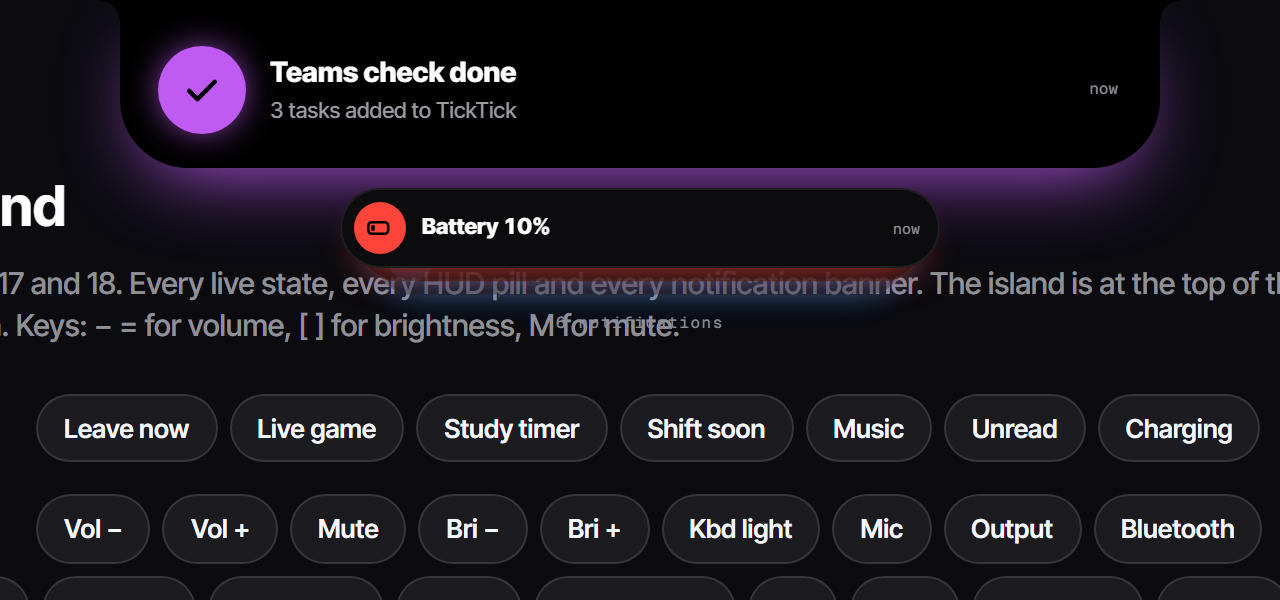 Teams check done
3 tasks added to TickTick
now
nd
Battery 10%
now
17 and 18. Every live state, every HUD pill and every notification banner. The island is at the top of th
. Keys: – = for volume, [ ] for brightness, M for mute.
6 notifications
Leave now Live game Study timer Shift soon Music Unread Charging
Vol – Vol + Mute Bri – Bri + Kbd light Mic Output Bluetooth